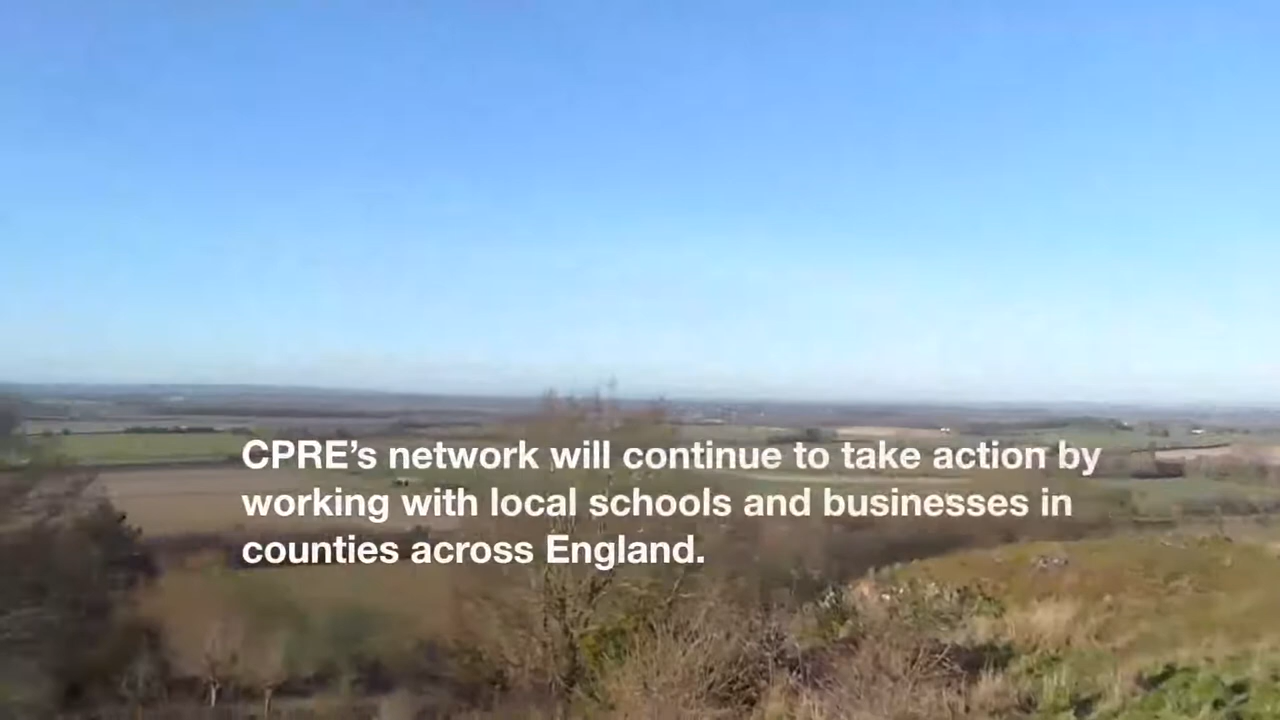 CPRE’s network will continue to take action by
working with local schools and businesses in
counties across England.